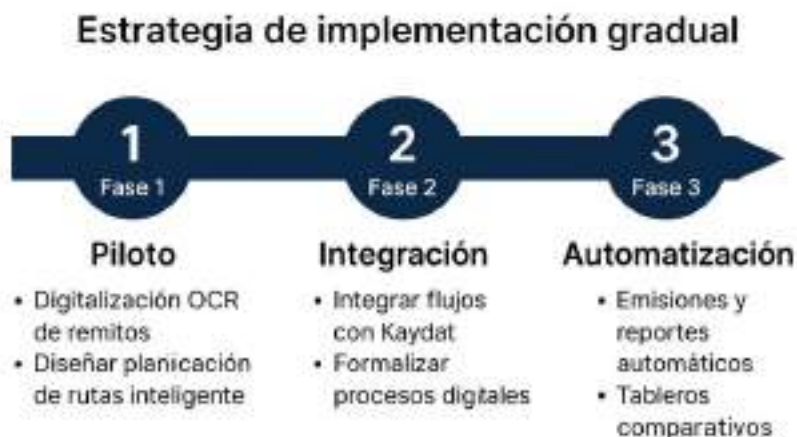 Estrategia de implementación gradual
1
Fase 1
2
Fase 2
3
Fase 3
Piloto
• Digitalización OCR
de remitos
• Diseñar planicación
de rutas inteligente
Integración
• Integrar flujos
con Kaydat
• Formalizar
procesos digitales
Automatización
• Emisiones y
reportes
automáticos
• Tableros
comparativos